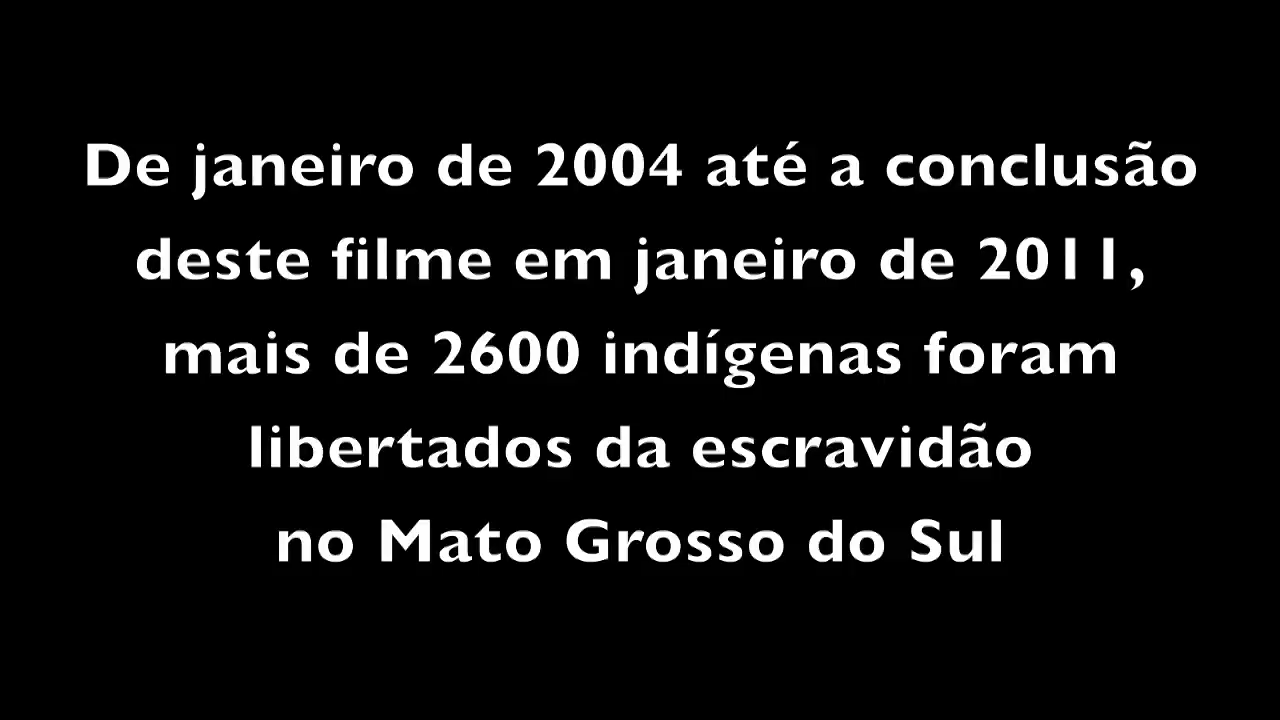 De janeiro de 2004 até a conclusão
deste filme em janeiro de 2011,
mais de 2600 indígenas foram
libertados da escravidão
no Mato Grosso do Sul